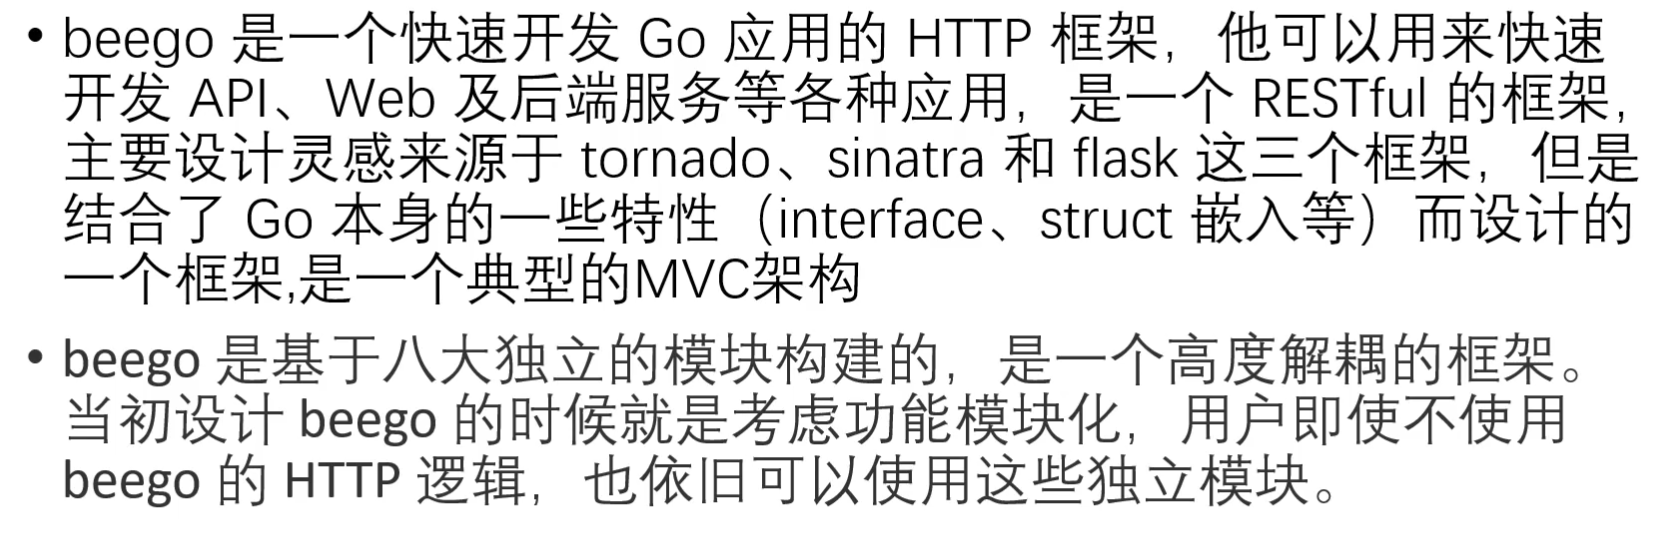 • beego 是一个快速开发 Go 应用的 HTTP 框架，他可以用来快速
开发 API、Web 及后端服务等各种应用，是一个 RESTful 的框架，
主要设计灵感来源于 tornado、sinatra 和 flask 这三个框架，但是
结合了 Go 本身的一些特性（interface、struct 嵌入等）而设计的
一个框架,是一个典型的MVC架构
• beego 是基于八大独立的模块构建的，是一个高度解耦的框架。
当初设计 beego 的时候就是考虑功能模块化，用户即使不使用
beego 的 HTTP 逻辑，也依旧可以使用这些独立模块。